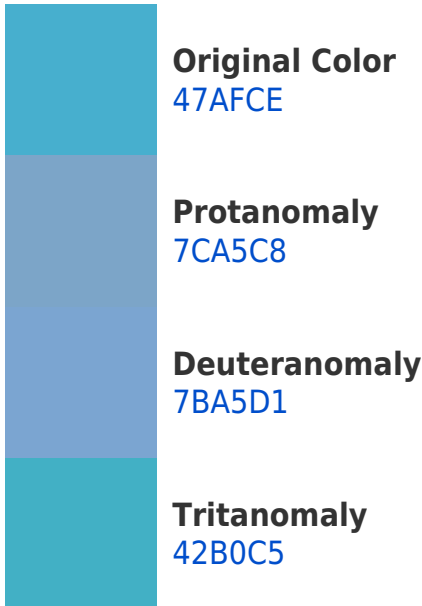 Original Color
47AFCE
Protanomaly
7CA5C8
Deuteranomaly
7BA5D1
Tritanomaly
42B0C5